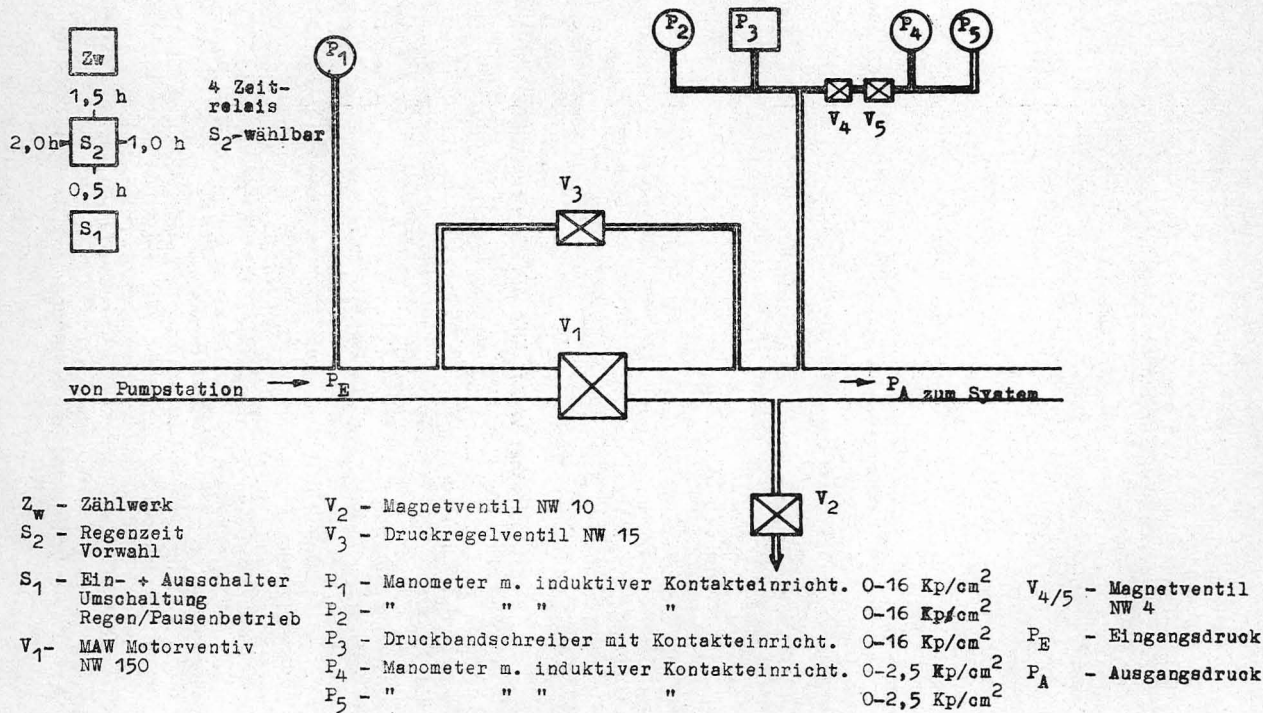 Zw
1,5 h
2,0h
S2
1,0 h
0,5 h
S1
4 Zeit-
relais
S2-wählbar
P1
P2
P3
P4
P5
V4
V5
V3
V1
von Pumpstation → PE
→ PA zum System
V2
Zw - Zählwerk
S2 - Regenzeit
Vorwahl
S1 - Ein- + Ausschalter
Umschaltung
Regen/Pausenbetrieb
V1- MAW Motorventiv
NW 150
V2 - Magnetventil NW 10
V3 - Druckregelventil NW 15
P1 - Manometer m. induktiver Kontakteinricht. 0-16 Kp/cm2
P2 - " " " " 0-16 Kp/cm2
P3 - Druckbandschreiber mit Kontakteinricht. 0-16 Kp/cm2
P4 - Manometer m. induktiver Kontakteinricht. 0-2,5 Kp/cm2
P5 - " " " " 0-2,5 Kp/cm2
V4/5 - Magnetventil
NW 4
PE - Eingangsdruck
PA - Ausgangsdruck